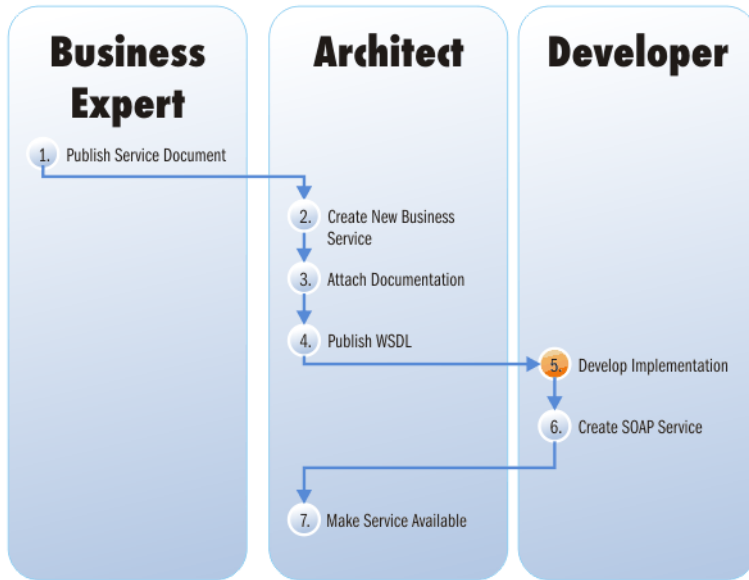 Business
Expert
Architect
Developer
1. Publish Service Document
2. Create New Business
Service
3. Attach Documentation
4. Publish WSDL
5. Develop Implementation
6. Create SOAP Service
7. Make Service Available